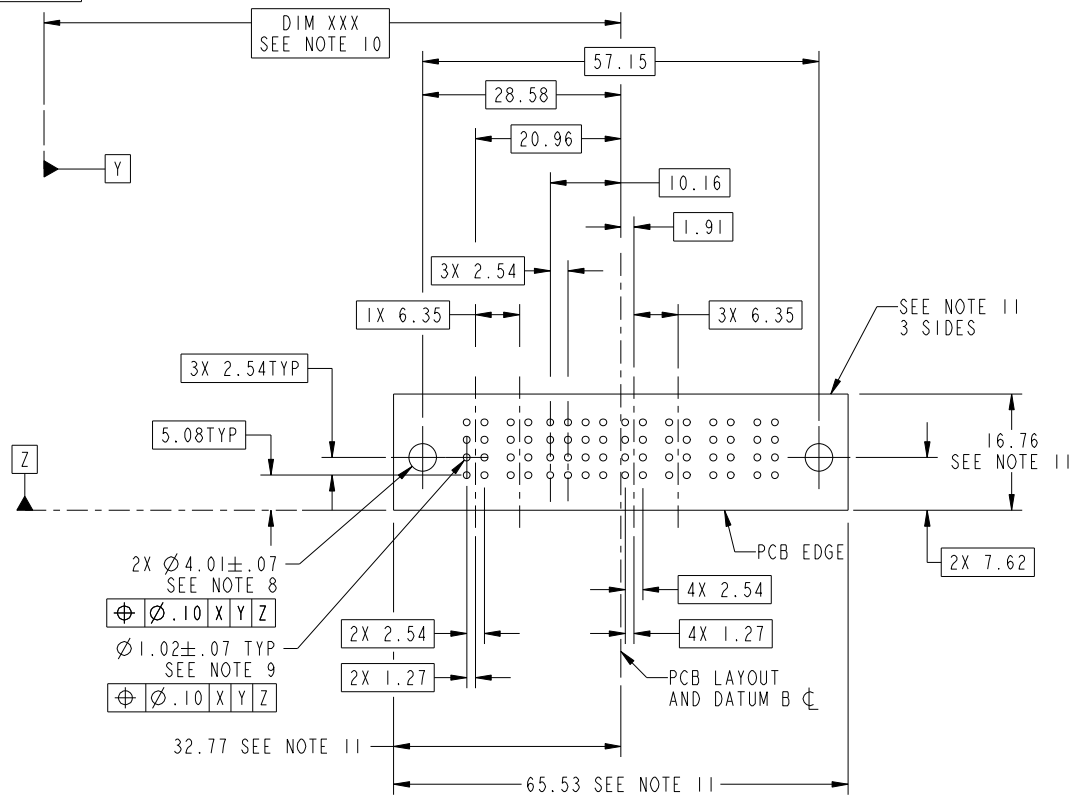 DIM XXX
SEE NOTE 10
57.15
28.58
20.96
Y
10.16
1.91
3X 2.54
1X 6.35
3X 6.35
SEE NOTE 11
3 SIDES
3X 2.54TYP
5.08TYP
Z
16.76
SEE NOTE 11
2X Ø4.01±.07
SEE NOTE 8
⌖ Ø.10 X Y Z
PCB EDGE
2X 7.62
4X 2.54
2X 2.54
4X 1.27
Ø1.02±.07 TYP
SEE NOTE 9
⌖ Ø.10 X Y Z
2X 1.27
PCB LAYOUT
AND DATUM B ℄
32.77 SEE NOTE 11
65.53 SEE NOTE 11